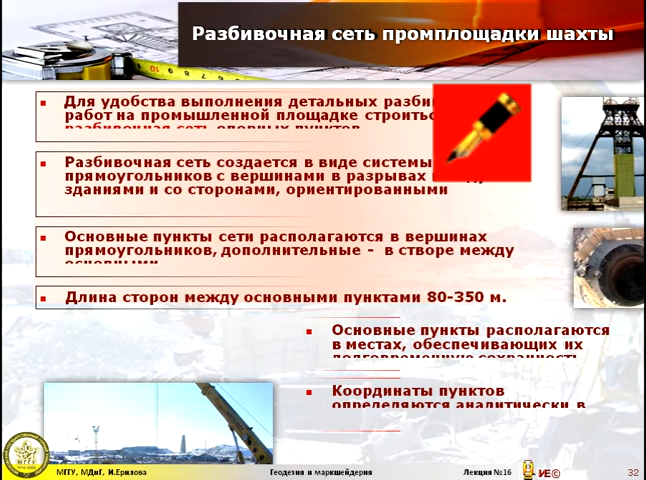 Разбивочная сеть промплощадки шахты
Для удобства выполнения детальных
работ на промышленной площадке
разбивочная сеть опорных пунктов
Разбивочная сеть создается в виде системы
прямоугольников с вершинами в разрывах
зданиями и со сторонами, ориентированными
Основные пункты сети располагаются в вершинах
прямоугольников, дополнительные - в створе между
основными
Длина сторон между основными пунктами 80-350 м.
Основные пункты располагаются
в местах, обеспечивающих их
долговременную сохранность
Координаты пунктов
определяются аналитически в
МГГУ, МДиГ, И.Ерилова
Геодезия и маркшейдерия
Лекция №16
-ИЕ©
32